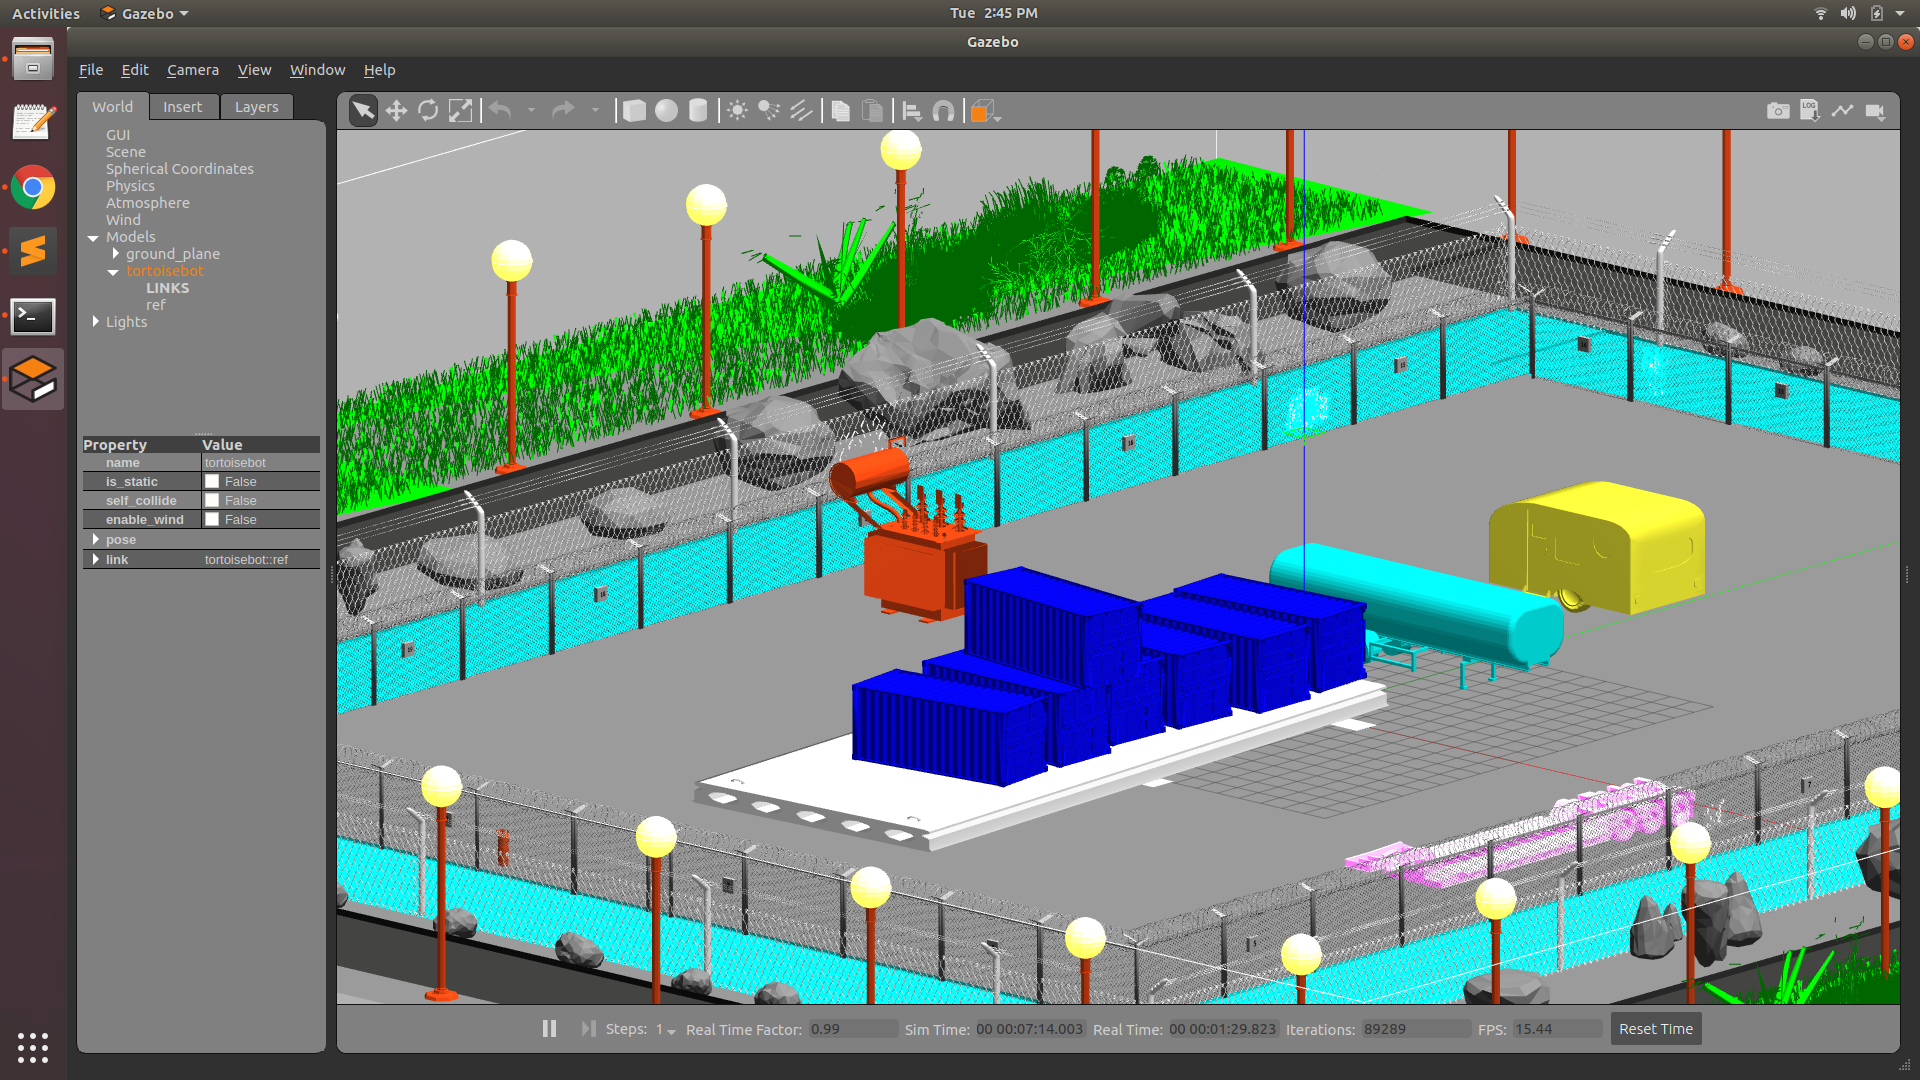 Activities Gazebo Tue 2:45 PM
Gazebo
File Edit Camera View Window Help
World Insert Layers
GUI
Scene
Spherical Coordinates
Physics
Atmosphere
Wind
Models
ground_plane
tortoisebot
LINKS
ref
Lights
Property Value
name tortoisebot
is_static False
self_collide False
enable_wind False
pose
link tortoisebot::ref
LOG
Steps: 1 Real Time Factor: 0.99 Sim Time: 00 00:07:14.003 Real Time: 00 00:01:29.823 Iterations: 89289 FPS: 15.44 Reset Time